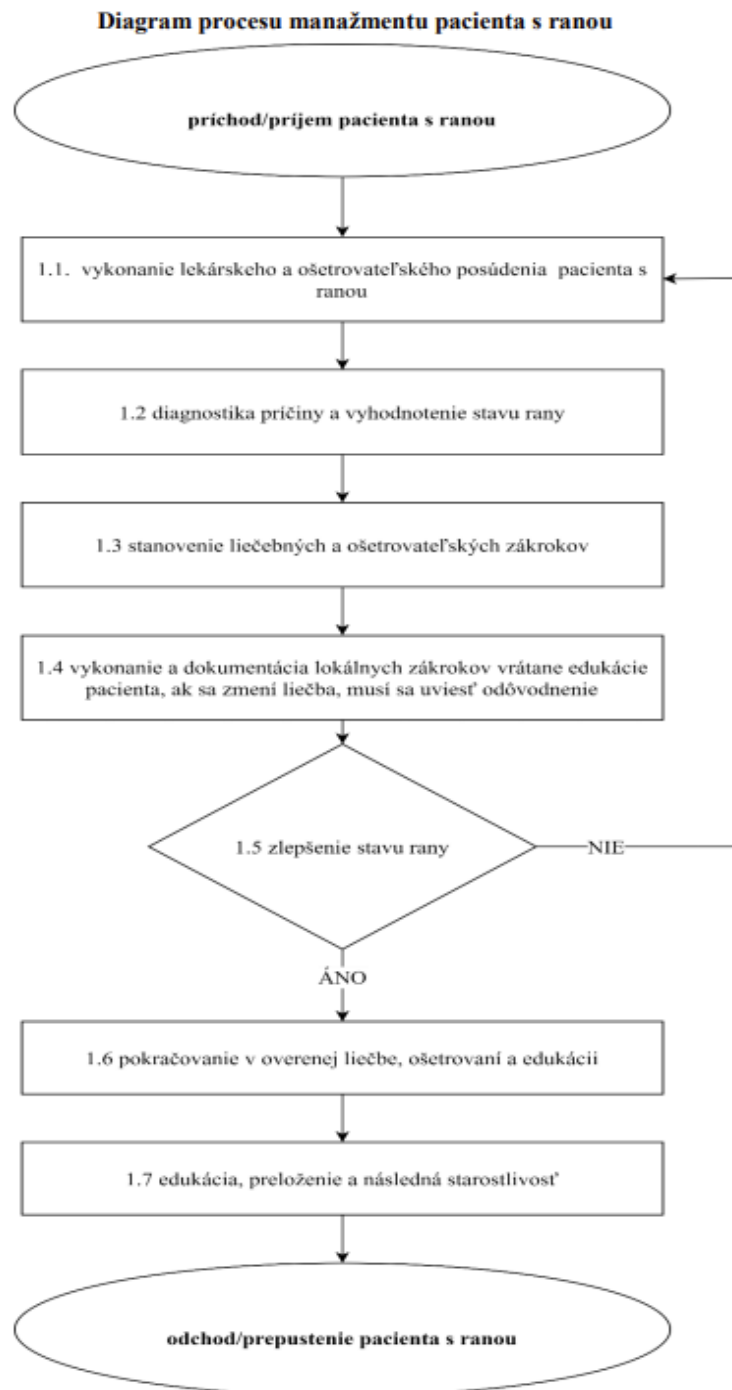 Diagram procesu manažmentu pacienta s ranou
príchod/príjem pacienta s ranou
1.1. vykonanie lekárskeho a ošetrovateľského posúdenia pacienta s
ranou
1.2 diagnostika príčiny a vyhodnotenie stavu rany
1.3 stanovenie liečebných a ošetrovateľských zákrokov
1.4 vykonanie a dokumentácia lokálnych zákrokov vrátane edukácie
pacienta, ak sa zmení liečba, musí sa uviesť odôvodnenie
1.5 zlepšenie stavu rany
NIE
ÁNO
1.6 pokračovanie v overenej liečbe, ošetrovaní a edukácii
1.7 edukácia, preloženie a následná starostlivosť
odchod/prepustenie pacienta s ranou